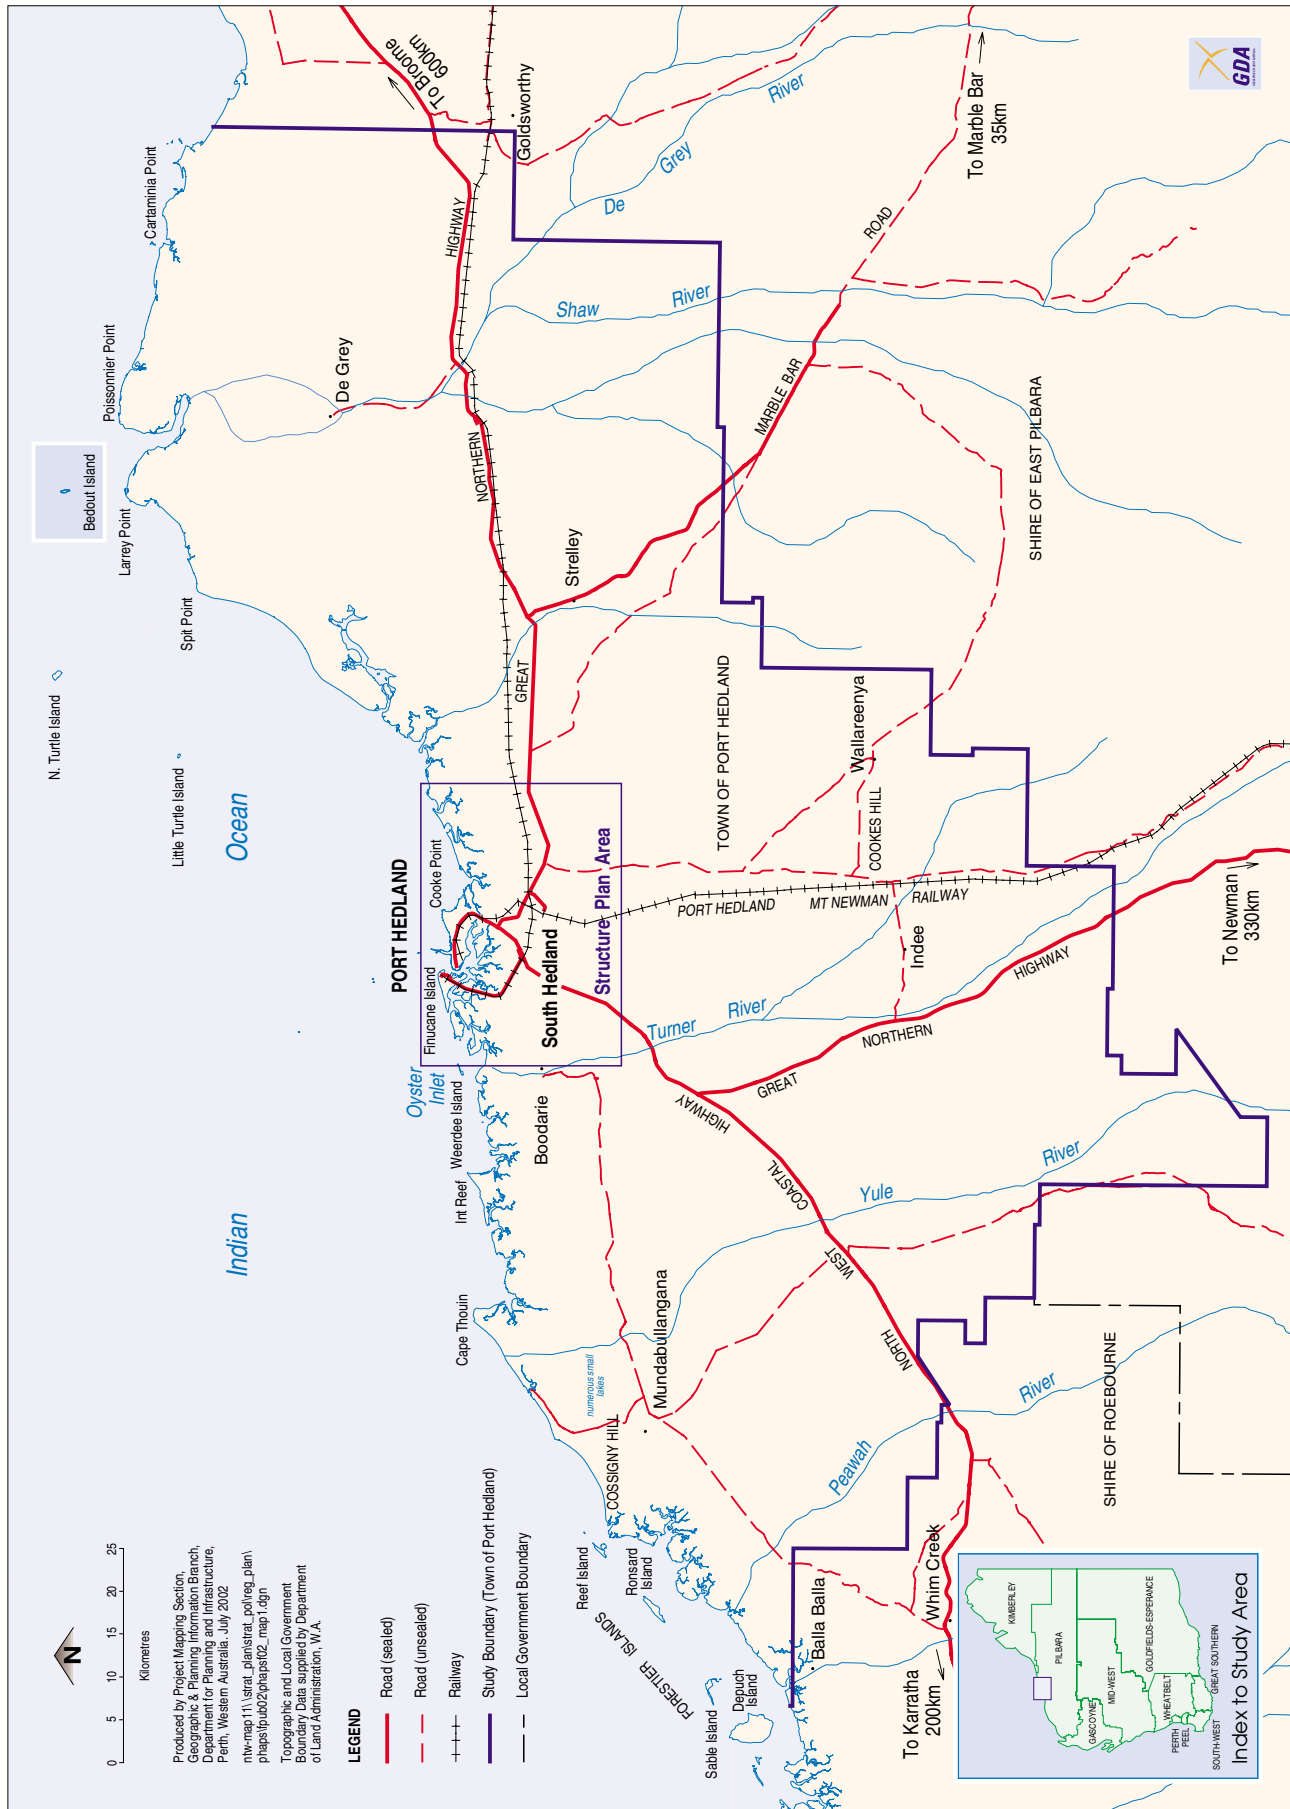 N
Kilometres
0 5 10 15 20 25
Produced by Project Mapping Section,
Geographic & Planning Information Branch,
Department for Planning and Infrastructure,
Perth, Western Australia. July 2002
ntw-map11\\strat_plan\strat_pol\reg_plan\
phaps\tpub02\phapsfi02_map1.dgn
Topographic and Local Government
Boundary Data supplied by Department
of Land Administration, W.A.
LEGEND
Road (sealed)
Road (unsealed)
Railway
Study Boundary (Town of Port Hedland)
Local Government Boundary
Indian
Ocean
N. Turtle Island
Little Turtle Island
Bedout Island
Larrey Point
Spit Point
Poissonnier Point
Cartaminia Point
De Grey
To Broome
600km
Goldsworthy
HIGHWAY
NORTHERN
GREAT
De
Grey
River
Shaw
River
To Marble Bar
35km
ROAD
MARBLE BAR
Strelley
SHIRE OF EAST PILBARA
TOWN OF PORT HEDLAND
PORT HEDLAND
Cooke Point
Finucane Island
South Hedland
Structure Plan Area
Oyster
Inlet
Weerdee Island
Int Reef
Cape Thouin
Boodarie
Turner
River
Wallareenya
COOKES HILL
PORT HEDLAND
MT NEWMAN
RAILWAY
Indee
HIGHWAY
NORTHERN
GREAT
To Newman
330km
HIGHWAY
COASTAL
WEST
NORTH
Yule
River
numerous small
lakes
Mundabullangana
COSSIGNY HILL
Peawah
River
SHIRE OF ROEBOURNE
Reef Island
Ronsard
Island
FORESTIER ISLANDS
Depuch
Island
Sable Island
Balla Balla
Whim Creek
To Karratha
200km
KIMBERLEY
PILBARA
GASCOYNE
MID-WEST
GOLDFIELDS-ESPERANCE
WHEATBELT
PERTH
PEEL
SOUTH-WEST
GREAT SOUTHERN
Index to Study Area
GDA